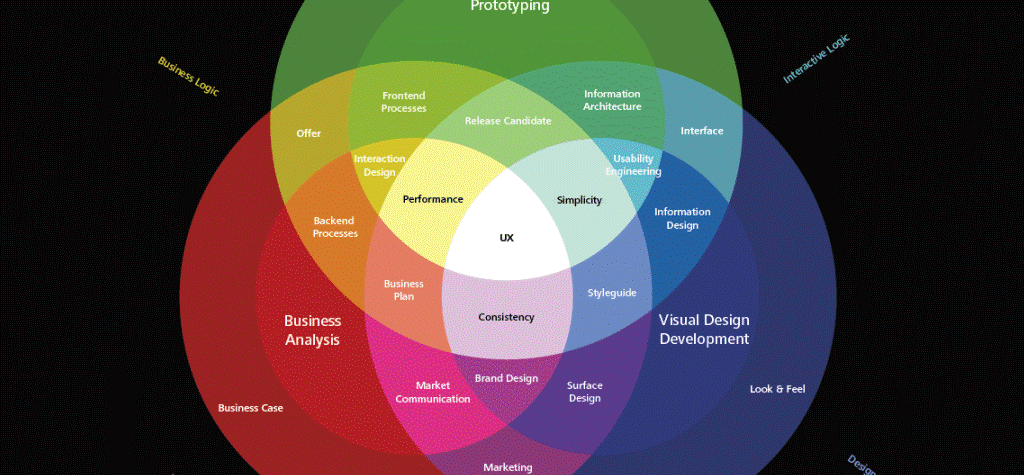 Prototyping
Business Logic
Interactive Logic
Frontend
Processes
Information
Architecture
Release Candidate
Offer
Interface
Interaction
Design
Usability
Engineering
Performance
Simplicity
Backend
Processes
Information
Design
UX
Business
Plan
Styleguide
Consistency
Business
Analysis
Visual Design
Development
Brand Design
Market
Communication
Surface
Design
Look & Feel
Business Case
Marketing
Design